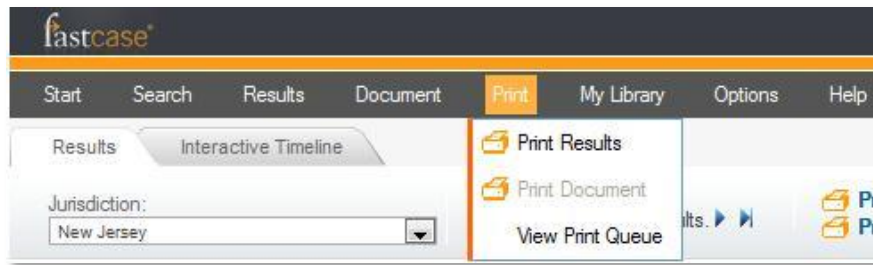 fastcase
Start Search Results Document Print My Library Options Help
Results Interactive Timeline
Print Results
Print Document
View Print Queue
Jurisdiction:
New Jersey